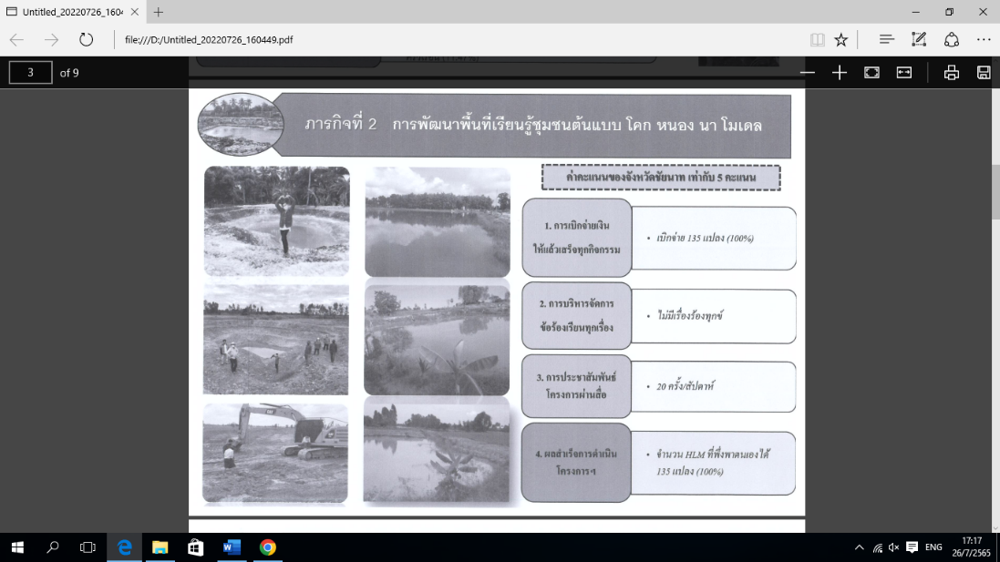 Untitled_20220726_1604
file:///D:/Untitled_20220726_160449.pdf
3 of 9
ภารกิจที่ 2 การพัฒนาพื้นที่เรียนรู้ชุมชนต้นแบบ โคก หนอง นา โมเดล
ค่าคะแนนของจังหวัดชัยนาท เท่ากับ 5 คะแนน
1. การเบิกจ่ายเงิน
ให้แล้วเสร็จทุกกิจกรรม
• เบิกจ่าย 135 แปลง (100%)
2. การบริหารจัดการ
ข้อร้องเรียนทุกเรื่อง
• ไม่มีเรื่องร้องทุกข์
3. การประชาสัมพันธ์
โครงการผ่านสื่อ
• 20 ครั้ง/สัปดาห์
4. ผลสำเร็จการดำเนิน
โครงการฯ
• จำนวน HLM ที่พึ่งพาตนเองได้
135 แปลง (100%)
ENG
17:17
26/7/2565